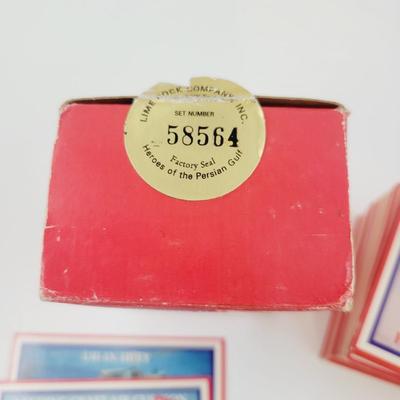 LIME ROCK COMPANY INC.
SET NUMBER
58564
Factory Seal
Heroes of the Persian Gulf